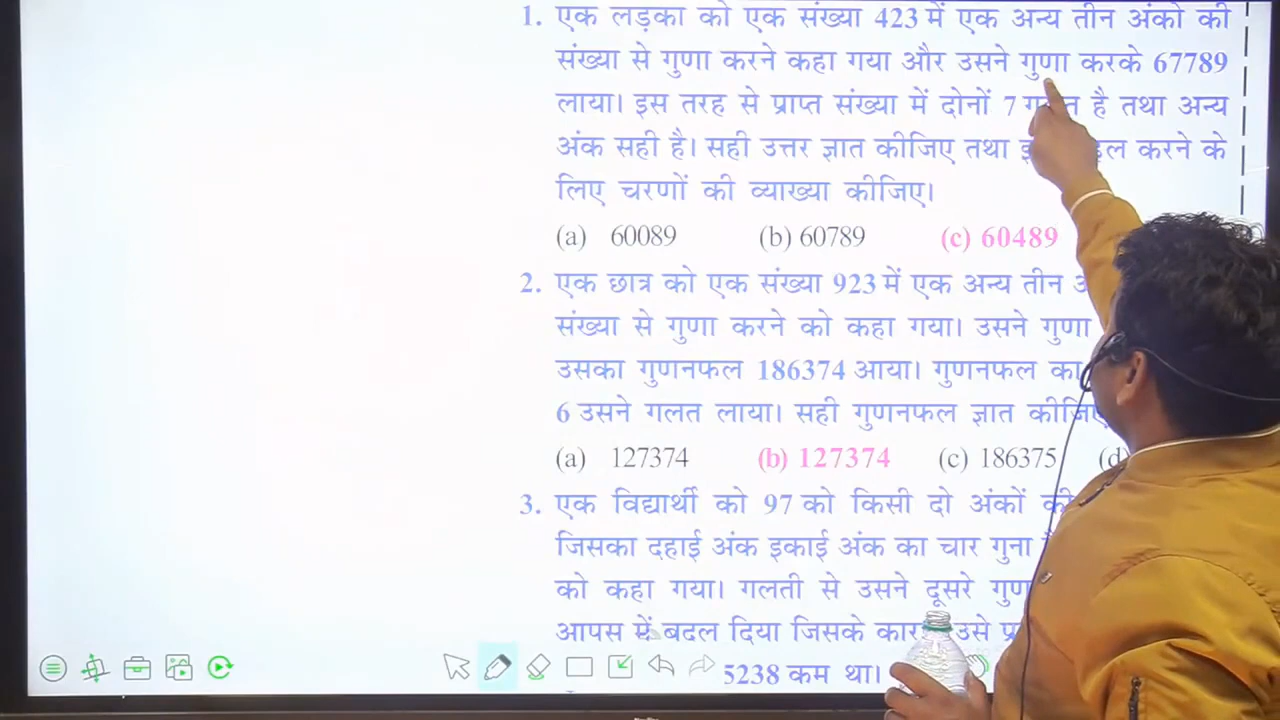 1. एक लड़का को एक संख्या 423 में एक अन्य तीन अंको की
संख्या से गुणा करने कहा गया और उसने गुणा करके 67789
लाया। इस तरह से प्राप्त संख्या में दोनों 7 है तथा अन्य
अंक सही है। सही उत्तर ज्ञात कीजिए तथा करने के
लिए चरणों की व्याख्या कीजिए।
(a) 60089 (b) 60789 (c) 60489
2. एक छात्र को एक संख्या 923 में एक अन्य तीन
संख्या से गुणा करने को कहा गया। उसने गुणा
उसका गुणनफल 186374 आया। गुणनफल का
6 उसने गलत लाया। सही गुणनफल ज्ञात
(a) 127374 (b) 127374 (c) 186375 (d
3. एक विद्यार्थी को 97 को किसी दो अंकों
जिसका दहाई अंक इकाई अंक का चार गुना
को कहा गया। गलती से उसने दूसरे
आपस में बदल दिया जिसके उसे
5238 कम था।